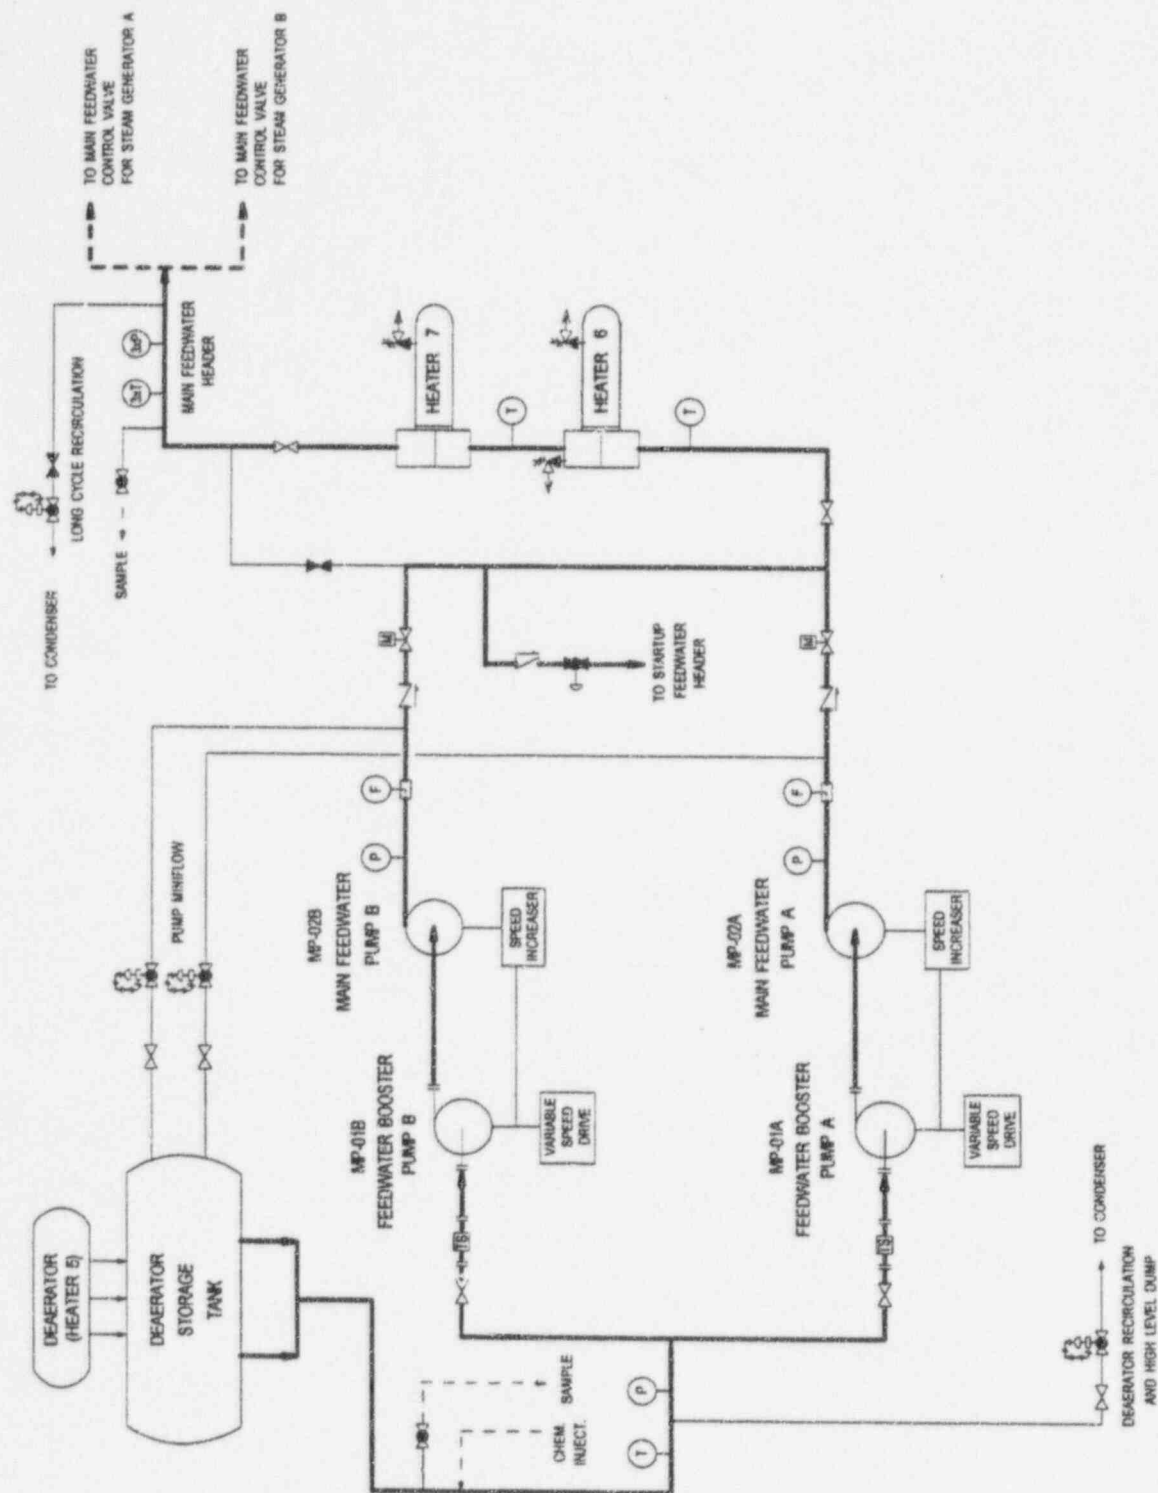 DEAERATOR
(HEATER 5)
DEAERATOR
STORAGE
TANK
PUMP MINIFLOW
TO CONDENSER
LONG CYCLE RECIRCULATION
SAMPLE
TO MAIN FEEDWATER
CONTROL VALVE
FOR STEAM GENERATOR A
TO MAIN FEEDWATER
CONTROL VALVE
FOR STEAM GENERATOR B
MAIN FEEDWATER
HEADER
3xT
3xP
HEATER 7
T
HEATER 6
T
M
TO STARTUP
FEEDWATER
HEADER
M
F
P
MP-02B
MAIN FEEDWATER
PUMP B
SPEED
INCREASER
MP-01B
FEEDWATER BOOSTER
PUMP B
VARIABLE
SPEED
DRIVE
TS
F
P
MP-02A
MAIN FEEDWATER
PUMP A
SPEED
INCREASER
MP-01A
FEEDWATER BOOSTER
PUMP A
VARIABLE
SPEED
DRIVE
TS
SAMPLE
CHEM.
INJECT.
T
P
TO CONDENSER
DEAERATOR RECIRCULATION
AND HIGH LEVEL DUMP